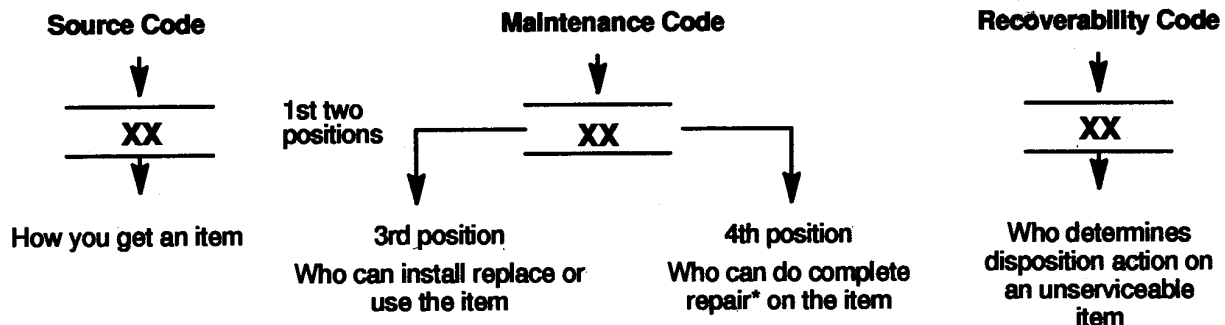 Source Code
Maintenance Code
Recoverability Code
XX
1st two
positions
XX
XX
How you get an item
3rd position
Who can install replace or
use the item
4th position
Who can do complete
repair* on the item
Who determines
disposition action on
an unserviceable
item